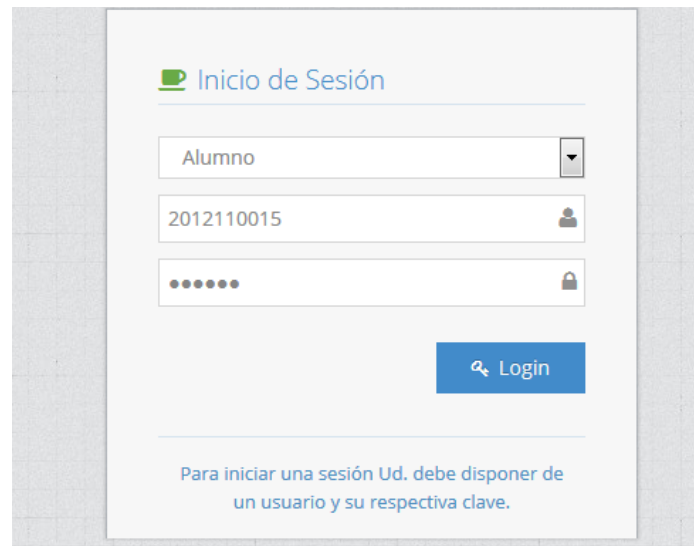 Inicio de Sesión
Alumno
2012110015
••••••
Login
Para iniciar una sesión Ud. debe disponer de
un usuario y su respectiva clave.